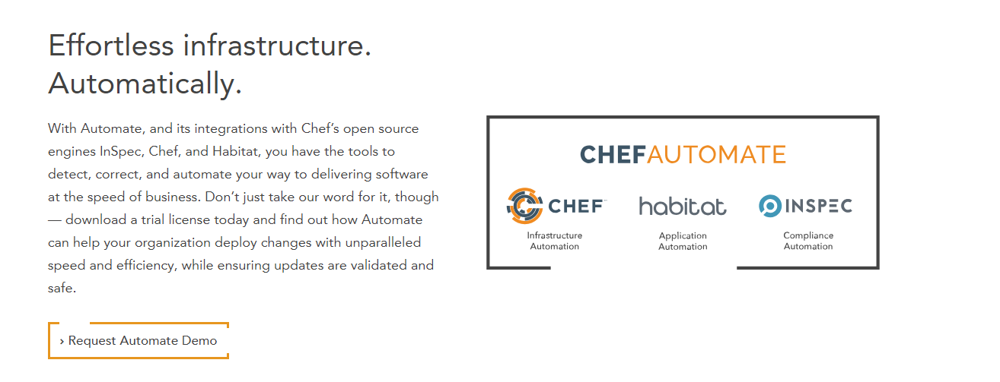 Effortless infrastructure.
Automatically.
With Automate, and its integrations with Chef’s open source
engines InSpec, Chef, and Habitat, you have the tools to
detect, correct, and automate your way to delivering software
at the speed of business. Don’t just take our word for it, though
— download a trial license today and find out how Automate
can help your organization deploy changes with unparalleled
speed and efficiency, while ensuring updates are validated and
safe.
› Request Automate Demo
CHEFAUTOMATE
CHEF™
Infrastructure
Automation
habitat
Application
Automation
INSPEC
Compliance
Automation